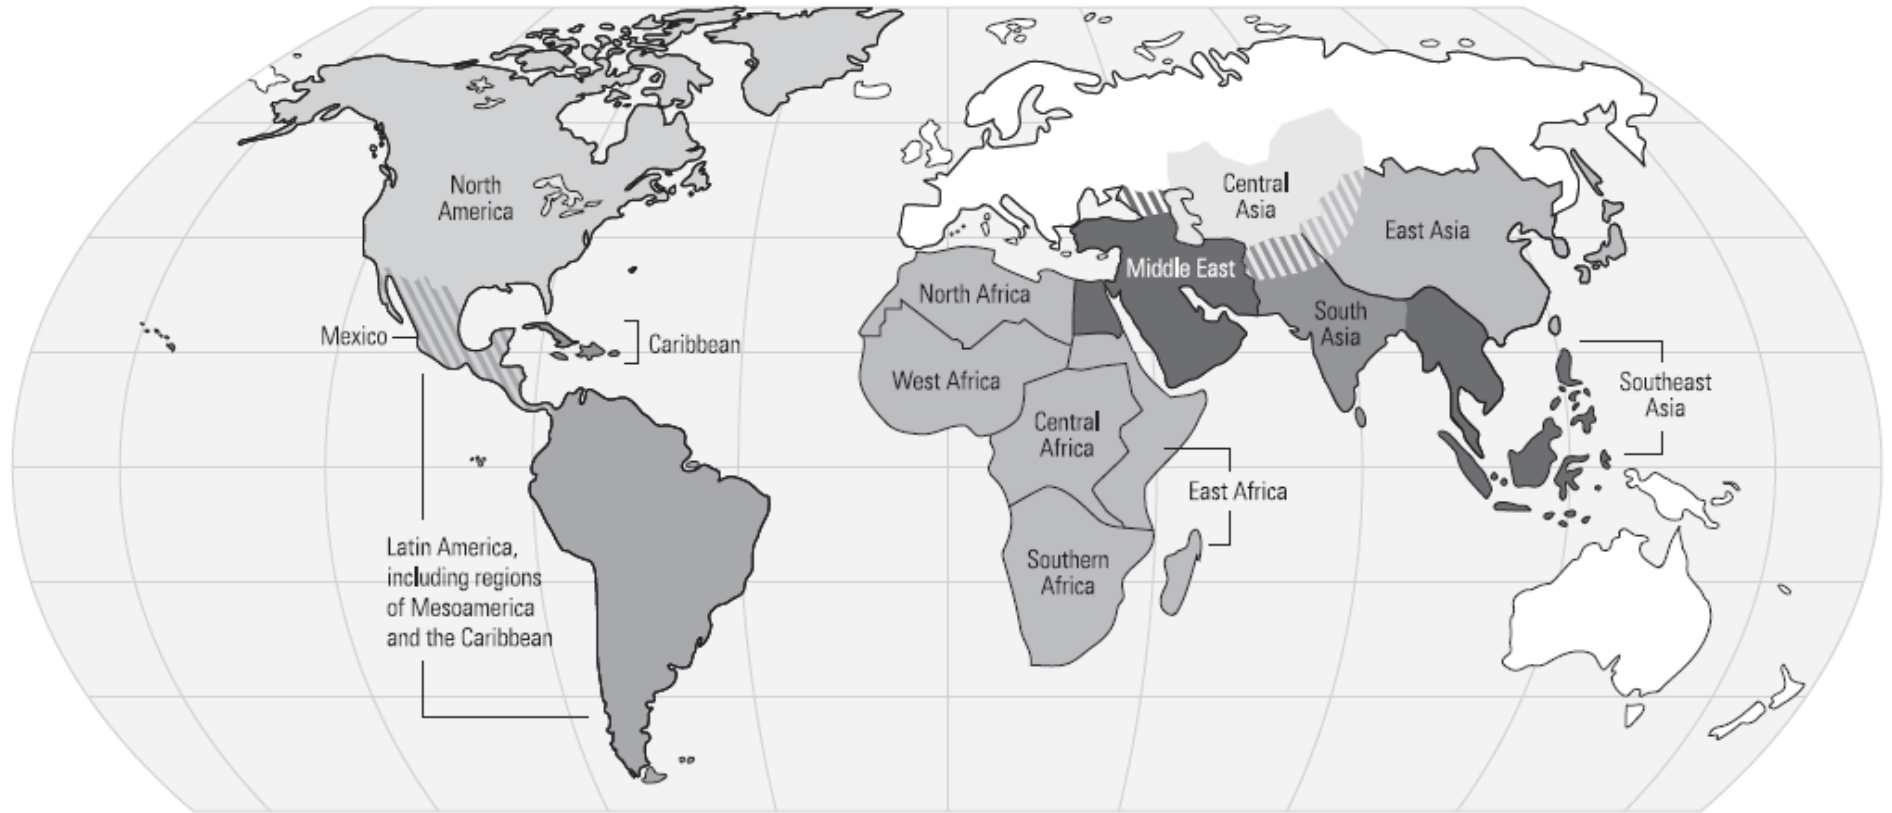 North
America
Mexico
Caribbean
Latin America,
including regions
of Mesoamerica
and the Caribbean
North Africa
West Africa
Central
Africa
East Africa
Southern
Africa
Middle East
Central
Asia
East Asia
South
Asia
Southeast
Asia